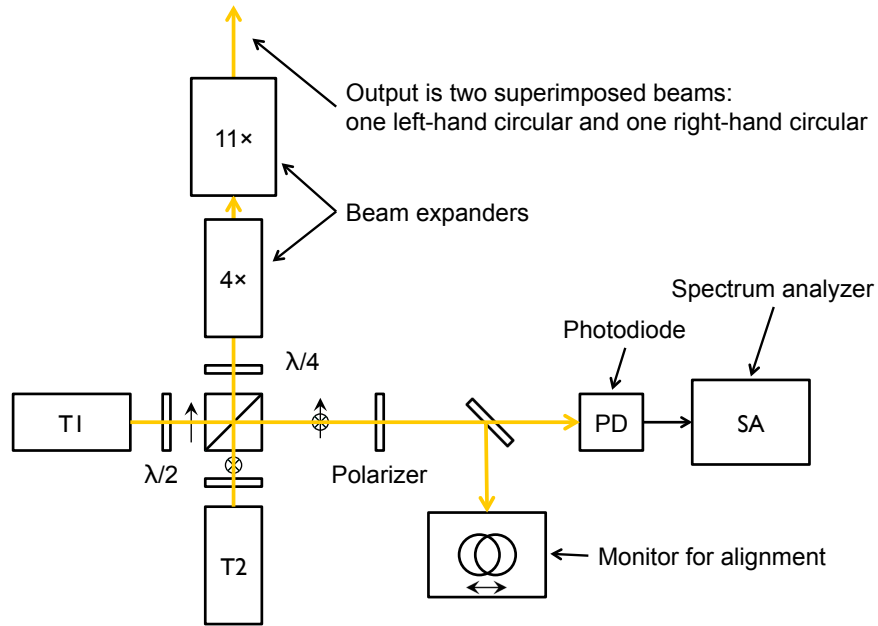 Output is two superimposed beams:
one left-hand circular and one right-hand circular
11×
Beam expanders
4×
Spectrum analyzer
Photodiode
λ/4
T1
PD
SA
λ/2
Polarizer
T2
Monitor for alignment